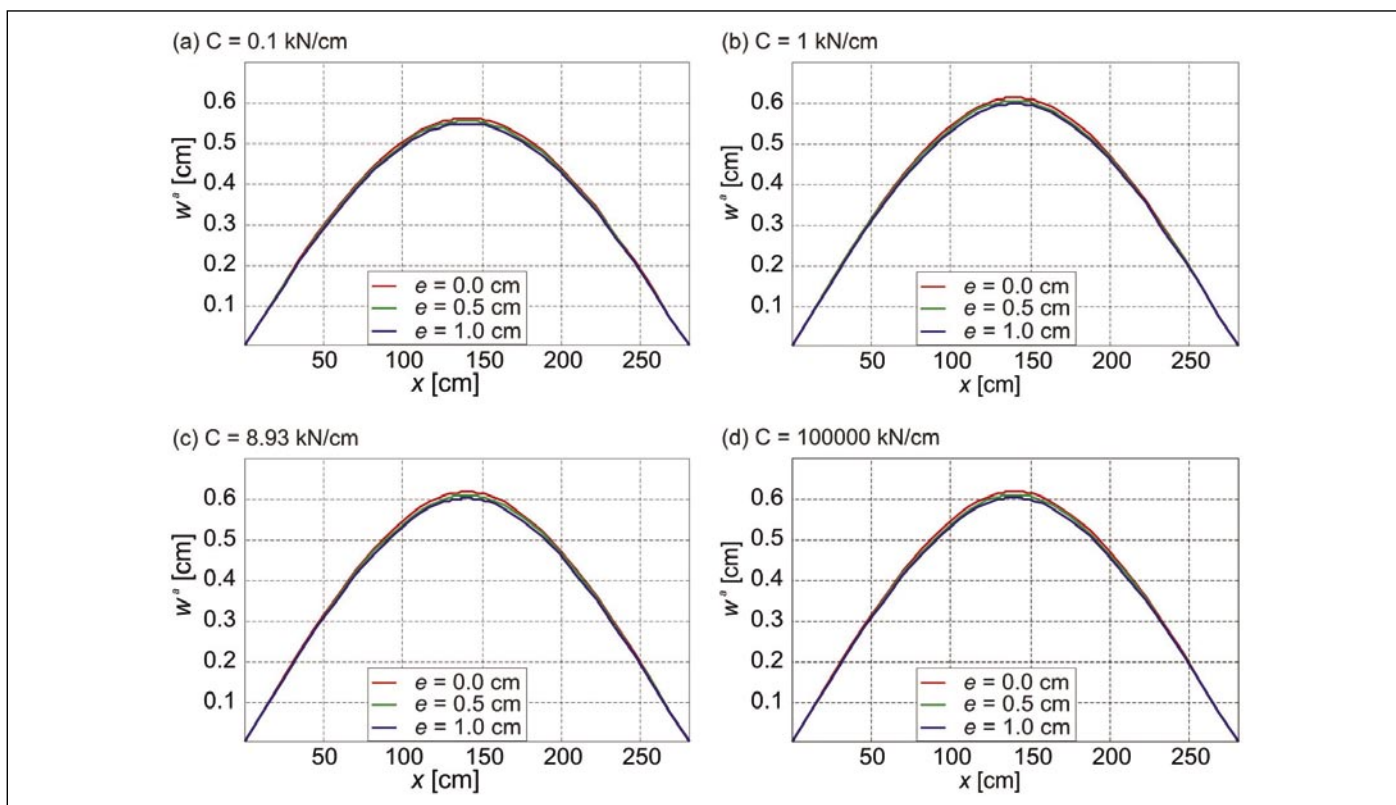 (a) C = 0.1 kN/cm
0.6
0.5
0.4
0.3
0.2
0.1
wᵃ [cm]
e = 0.0 cm
e = 0.5 cm
e = 1.0 cm
50 100 150 200 250
x [cm]
(b) C = 1 kN/cm
0.6
0.5
0.4
0.3
0.2
0.1
wᵃ [cm]
e = 0.0 cm
e = 0.5 cm
e = 1.0 cm
50 100 150 200 250
x [cm]
(c) C = 8.93 kN/cm
0.6
0.5
0.4
0.3
0.2
0.1
wᵃ [cm]
e = 0.0 cm
e = 0.5 cm
e = 1.0 cm
50 100 150 200 250
x [cm]
(d) C = 100000 kN/cm
0.6
0.5
0.4
0.3
0.2
0.1
wᵃ [cm]
e = 0.0 cm
e = 0.5 cm
e = 1.0 cm
50 100 150 200 250
x [cm]